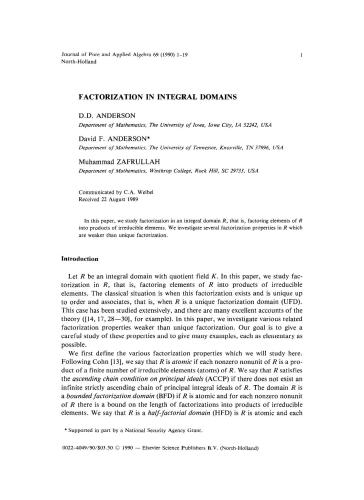 Journal of Pure and Applied Algebra 69 (1990) 1-19 1
North-Holland
FACTORIZATION IN INTEGRAL DOMAINS
D.D. ANDERSON
Department of Mathematics, The University of Iowa, Iowa City, IA 52242, USA
David F. ANDERSON*
Department of Mathematics, The University of Tennessee, Knoxville, TN 37996, USA
Muhammad ZAFRULLAH
Department of Mathematics, Winthrop College, Rock Hill, SC 29733, USA
Communicated by C.A. Weibel
Received 22 August 1989
In this paper, we study factorization in an integral domain R, that is, factoring elements of R
into products of irreducible elements. We investigate several factorization properties in R which
are weaker than unique factorization.
Introduction
Let R be an integral domain with quotient field K. In this paper, we study fac-
torization in R, that is, factoring elements of R into products of irreducible
elements. The classical situation is when this factorization exists and is unique up
to order and associates, that is, when R is a unique factorization domain (UFD).
This case has been studied extensively, and there are many excellent accounts of the
theory ([14, 17, 28—30], for example). In this paper, we investigate various related
factorization properties weaker than unique factorization. Our goal is to give a
careful study of these properties and to give many examples, each as elementary as
possible.
We first define the various factorization properties which we will study here.
Following Cohn [13], we say that R is atomic if each nonzero nonunit of R is a pro-
duct of a finite number of irreducible elements (atoms) of R. We say that R satisfies
the ascending chain condition on principal ideals (ACCP) if there does not exist an
infinite strictly ascending chain of principal integral ideals of R. The domain R is
a bounded factorization domain (BFD) if R is atomic and for each nonzero nonunit
of R there is a bound on the length of factorizations into products of irreducible
elements. We say that R is a half-factorial domain (HFD) if R is atomic and each
* Supported in part by a National Security Agency Grant.
0022-4049/90/$03.50 © 1990 — Elsevier Science Publishers B.V. (North-Holland)